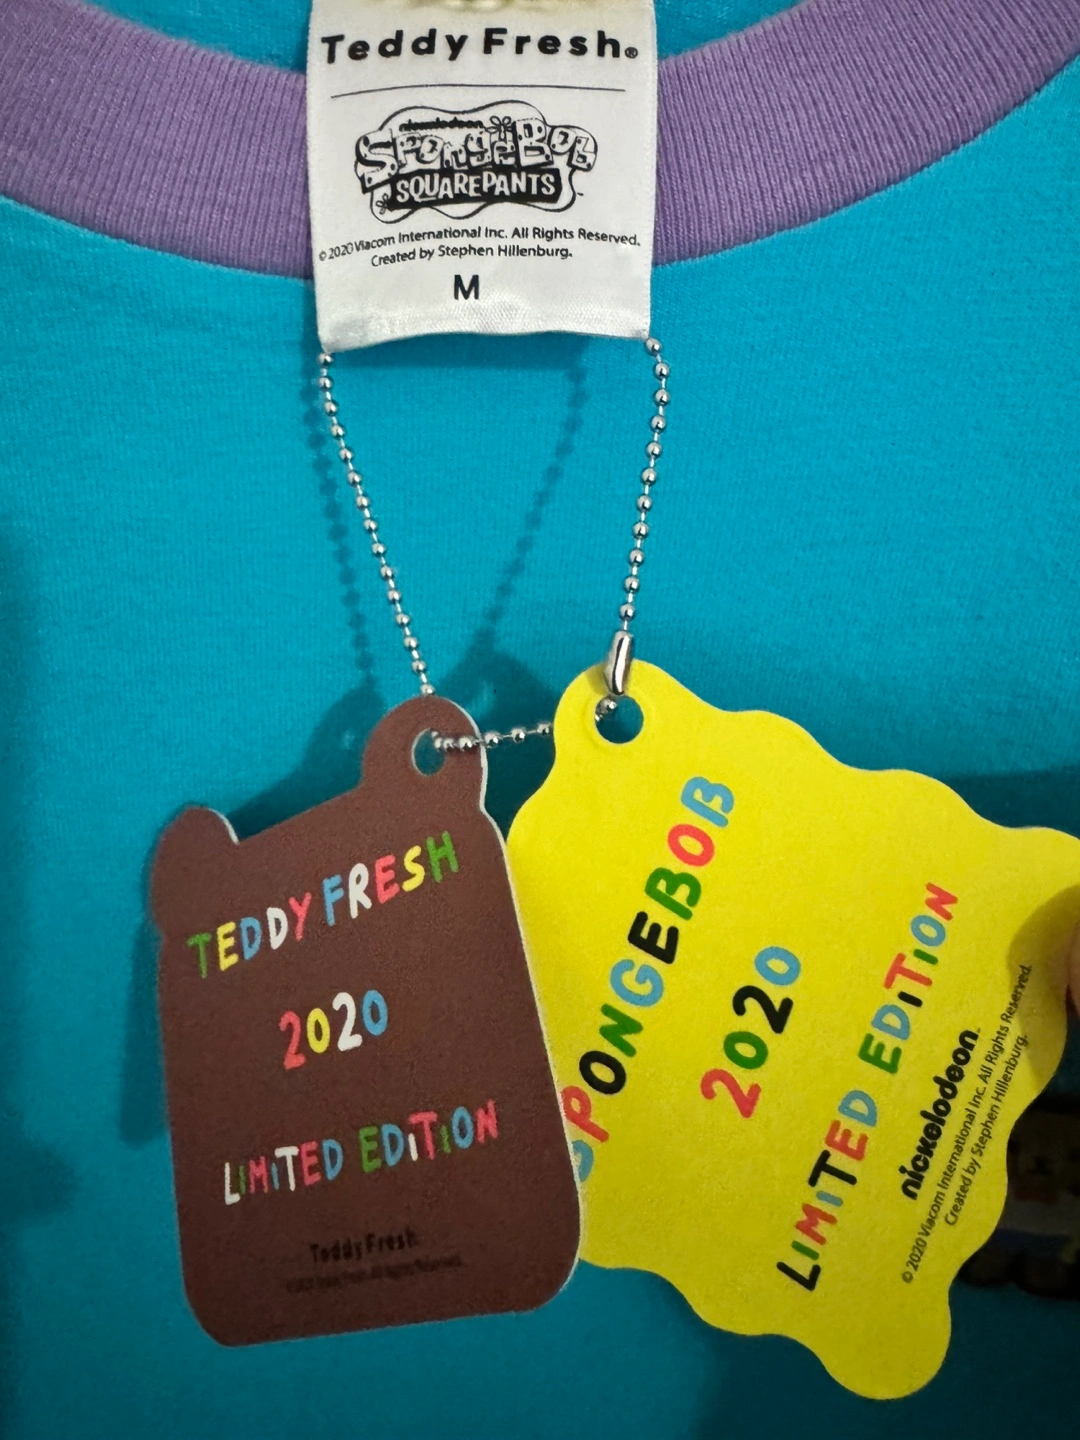 Teddy Fresh®
nickelodeon
SPONGEBOB
SQUAREPANTS™
© 2020 Viacom International Inc. All Rights Reserved.
Created by Stephen Hillenburg.
M
TEDDY FRESH
2020
LIMITED EDITION
Teddy Fresh
SPONGEBOB
2020
LIMITED EDITION
nickelodeon
© 2020 Viacom International Inc. All Rights Reserved.
Created by Stephen Hillenburg.